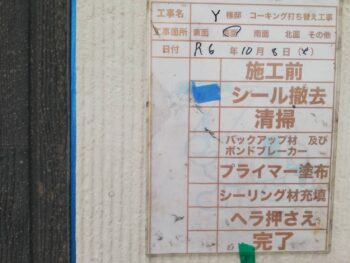 工事名 Y 様邸 コーキング打ち替え工事
工事箇所 東面 西面 南面 北面 その他
日付 R6 年 10 月 8 日 (火)
施工前
シール撤去
清掃
バックアップ材 及び
ボンドブレーカー
プライマー塗布
シーリング材充填
ヘラ押さえ
完了